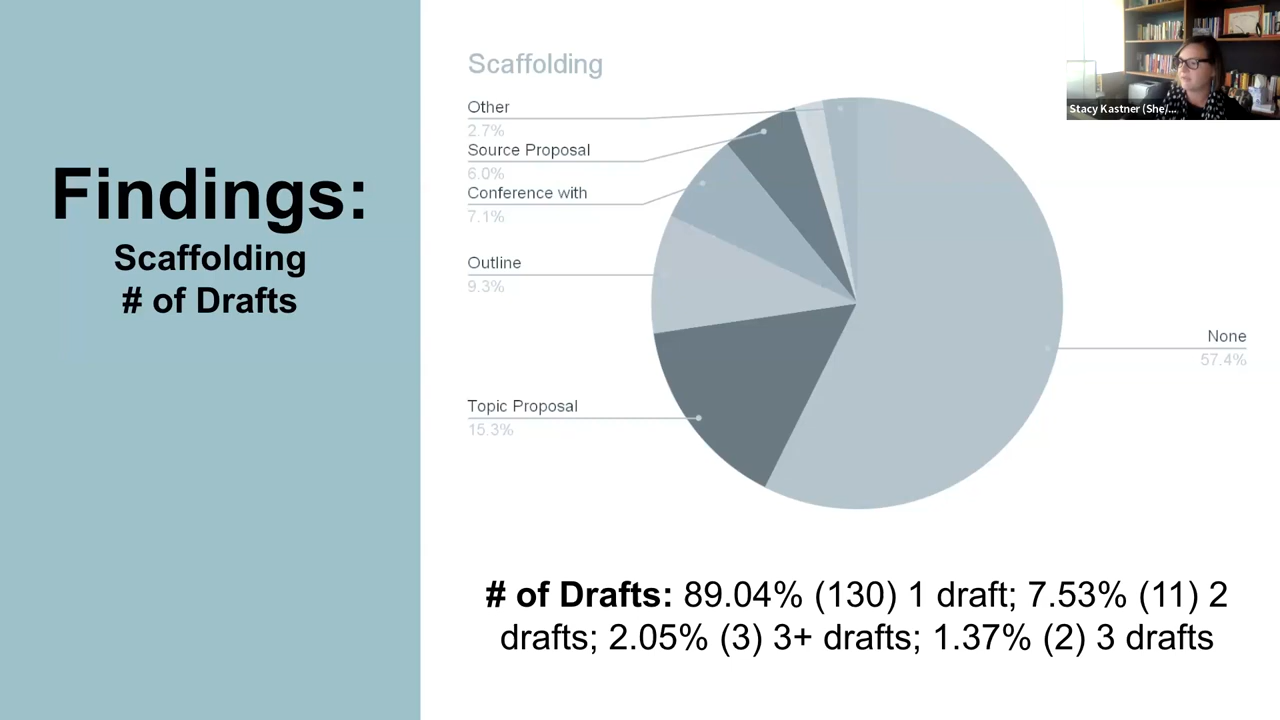 Findings:
Scaffolding
# of Drafts
Scaffolding
Other
2.7%
Source Proposal
6.0%
Conference with
7.1%
Outline
9.3%
Topic Proposal
15.3%
None
57.4%
# of Drafts: 89.04% (130) 1 draft; 7.53% (11) 2
drafts; 2.05% (3) 3+ drafts; 1.37% (2) 3 drafts
Stacy Kastner (She/...